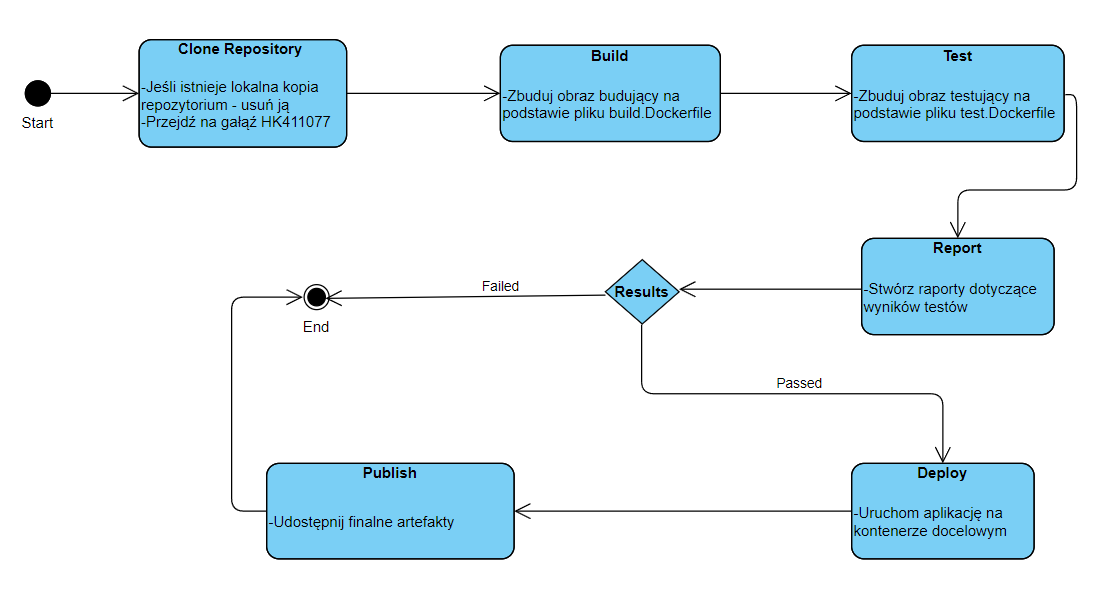 Start
Clone Repository
-Jeśli istnieje lokalna kopia
repozytorium - usuń ją
-Przejdź na gałąź HK411077
Build
-Zbuduj obraz budujący na
podstawie pliku build.Dockerfile
Test
-Zbuduj obraz testujący na
podstawie pliku test.Dockerfile
Report
-Stwórz raporty dotyczące
wyników testów
Results
Failed
End
Passed
Deploy
-Uruchom aplikację na
kontenerze docelowym
Publish
-Udostępnij finalne artefakty